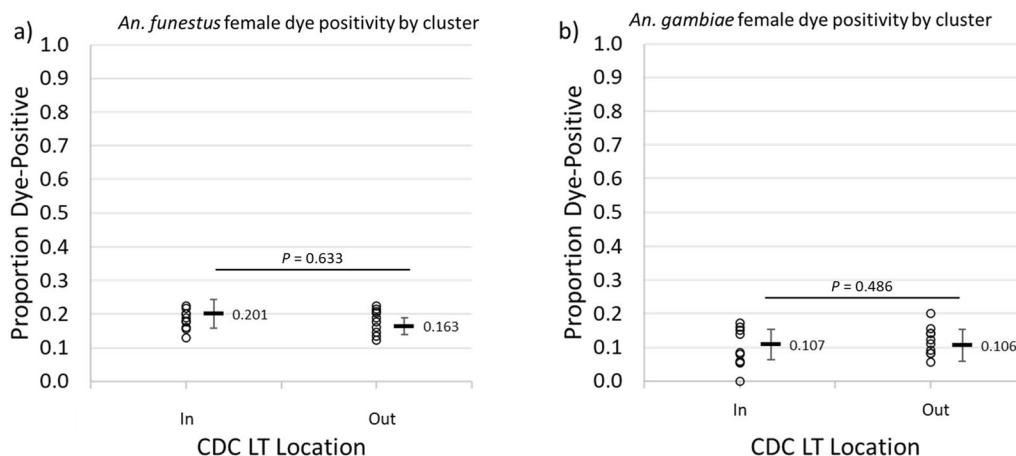 a) An. funestus female dye positivity by cluster
Proportion Dye-Positive
1.0
0.9
0.8
0.7
0.6
0.5
0.4
0.3
0.2
0.1
0.0
P = 0.633
0.201
0.163
In Out
CDC LT Location
b) An. gambiae female dye positivity by cluster
Proportion Dye-Positive
1.0
0.9
0.8
0.7
0.6
0.5
0.4
0.3
0.2
0.1
0.0
P = 0.486
0.107
0.106
In Out
CDC LT Location